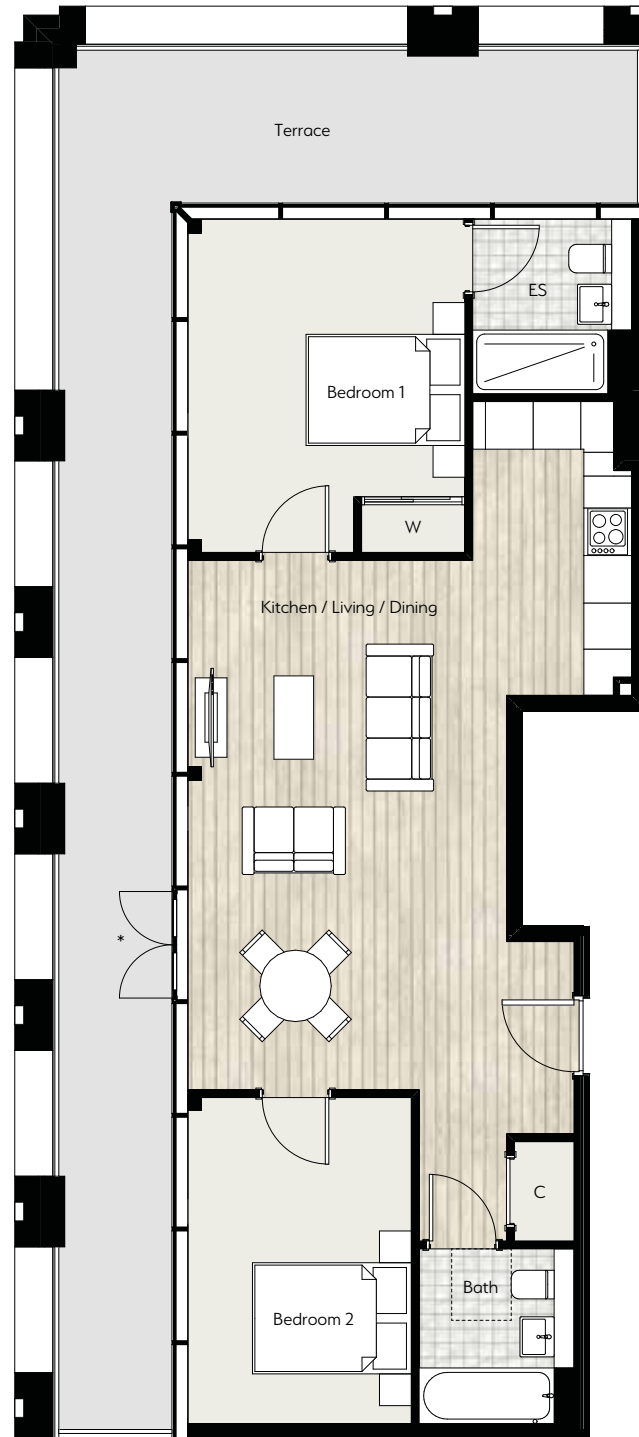 Terrace
ES
Bedroom 1
W
Kitchen / Living / Dining
*
C
Bath
Bedroom 2